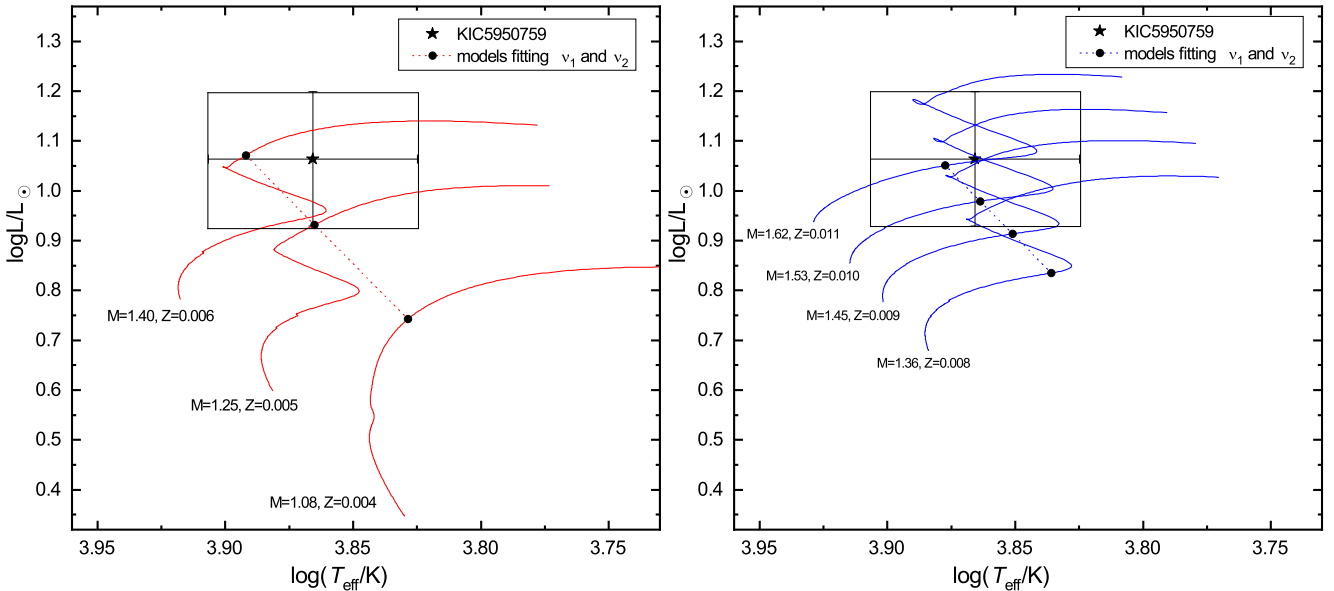 KIC5950759
models fitting ν1 and ν2
1.3
1.2
1.1
1.0
0.9
0.8
0.7
0.6
0.5
0.4
logL/L☉
M=1.40, Z=0.006
M=1.25, Z=0.005
M=1.08, Z=0.004
3.95 3.90 3.85 3.80 3.75
log(Teff/K)
KIC5950759
models fitting ν1 and ν2
1.3
1.2
1.1
1.0
0.9
0.8
0.7
0.6
0.5
0.4
logL/L☉
M=1.62, Z=0.011
M=1.53, Z=0.010
M=1.45, Z=0.009
M=1.36, Z=0.008
3.95 3.90 3.85 3.80 3.75
log(Teff/K)